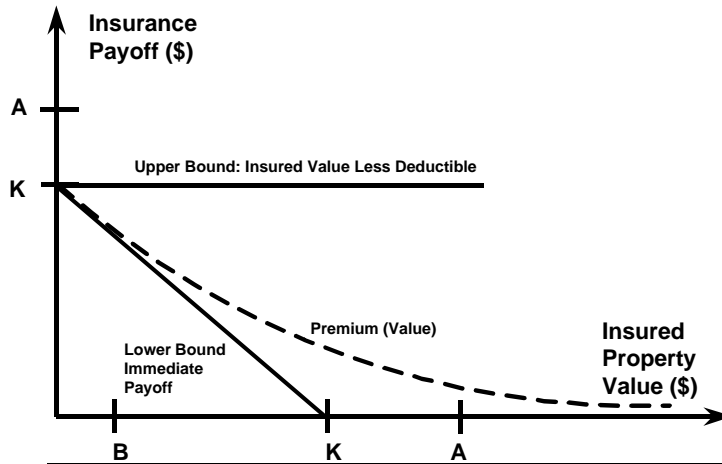 Insurance
Payoff ($)
A
Upper Bound: Insured Value Less Deductible
K
Premium (Value)
Insured
Property
Value ($)
Lower Bound
Immediate
Payoff
B
K
A